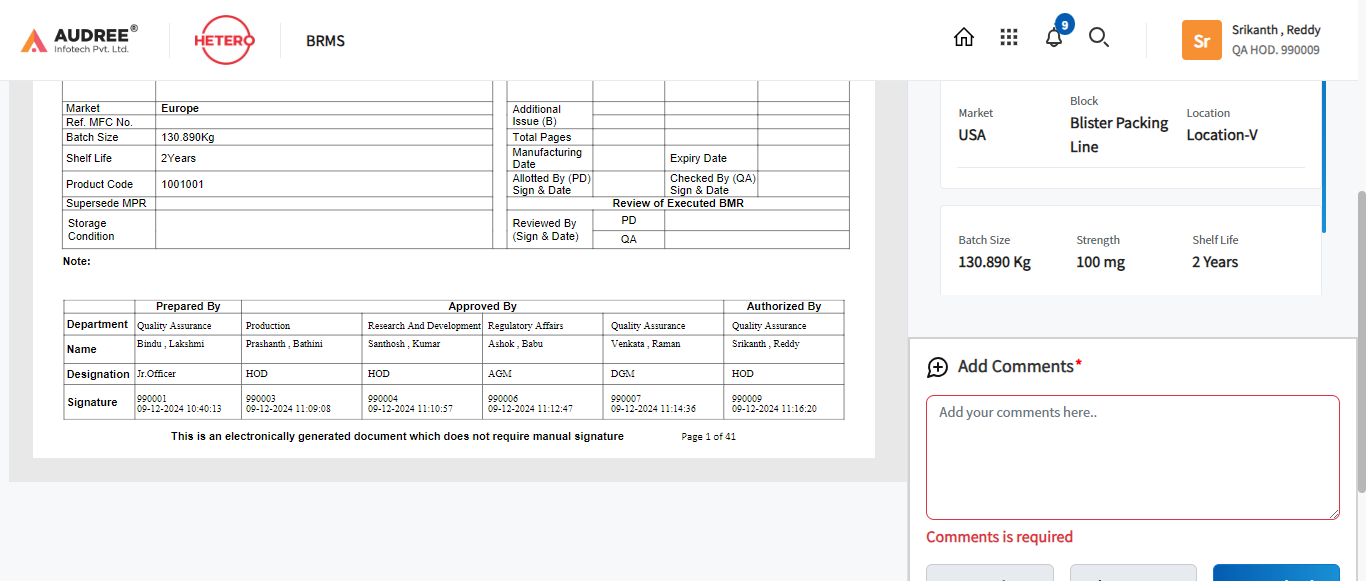 AUDREE®
Infotech Pvt. Ltd.
HETERO
BRMS
9
Sr
Srikanth , Reddy
QA HOD. 990009
Market Europe
Ref. MFC No.
Batch Size 130.890Kg
Shelf Life 2Years
Product Code 1001001
Supersede MPR
Storage
Condition
Additional
Issue (B)
Total Pages
Manufacturing
Date
Expiry Date
Allotted By (PD)
Sign & Date
Checked By (QA)
Sign & Date
Review of Executed BMR
Reviewed By
(Sign & Date)
PD
QA
Note:
Prepared By Approved By Authorized By
Department Quality Assurance Production Research And Development Regulatory Affairs Quality Assurance Quality Assurance
Name Bindu , Lakshmi Prashanth , Bathini Santhosh , Kumar Ashok , Babu Venkata , Raman Srikanth , Reddy
Designation Jr.Officer HOD HOD AGM DGM HOD
Signature 990001 990003 990004 990006 990007 990009
09-12-2024 10:40:13 09-12-2024 11:09:08 09-12-2024 11:10:57 09-12-2024 11:12:47 09-12-2024 11:14:36 09-12-2024 11:16:20
This is an electronically generated document which does not require manual signature Page 1 of 41
Market
USA
Block
Blister Packing
Line
Location
Location-V
Batch Size Strength Shelf Life
130.890 Kg 100 mg 2 Years
Add Comments*
Add your comments here..
Comments is required